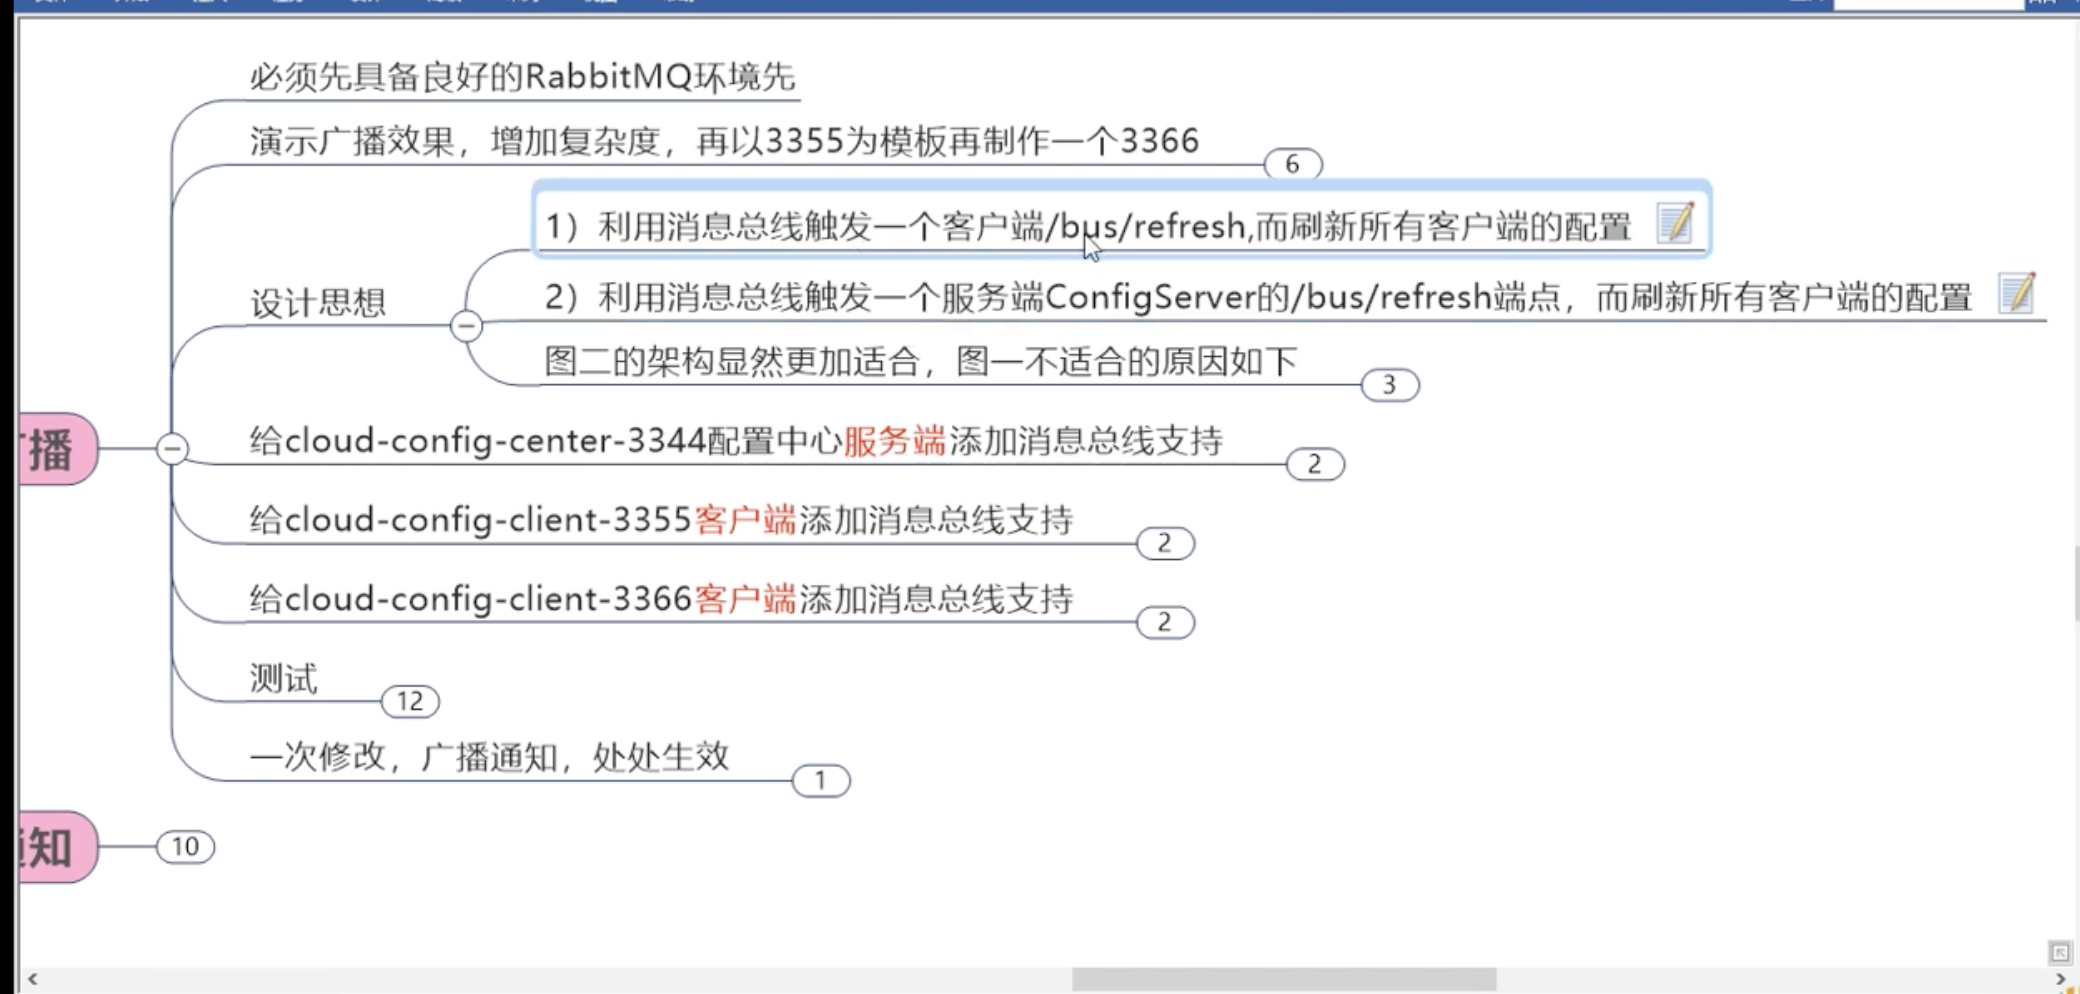 必须先具备良好的RabbitMQ环境先
演示广播效果，增加复杂度，再以3355为模板再制作一个3366
6
1）利用消息总线触发一个客户端/bus/refresh,而刷新所有客户端的配置
设计思想
2）利用消息总线触发一个服务端ConfigServer的/bus/refresh端点，而刷新所有客户端的配置
图二的架构显然更加适合，图一不适合的原因如下
3
播
给cloud-config-center-3344配置中心服务端添加消息总线支持
2
给cloud-config-client-3355客户端添加消息总线支持
2
给cloud-config-client-3366客户端添加消息总线支持
2
测试
12
一次修改，广播通知，处处生效
1
知
10